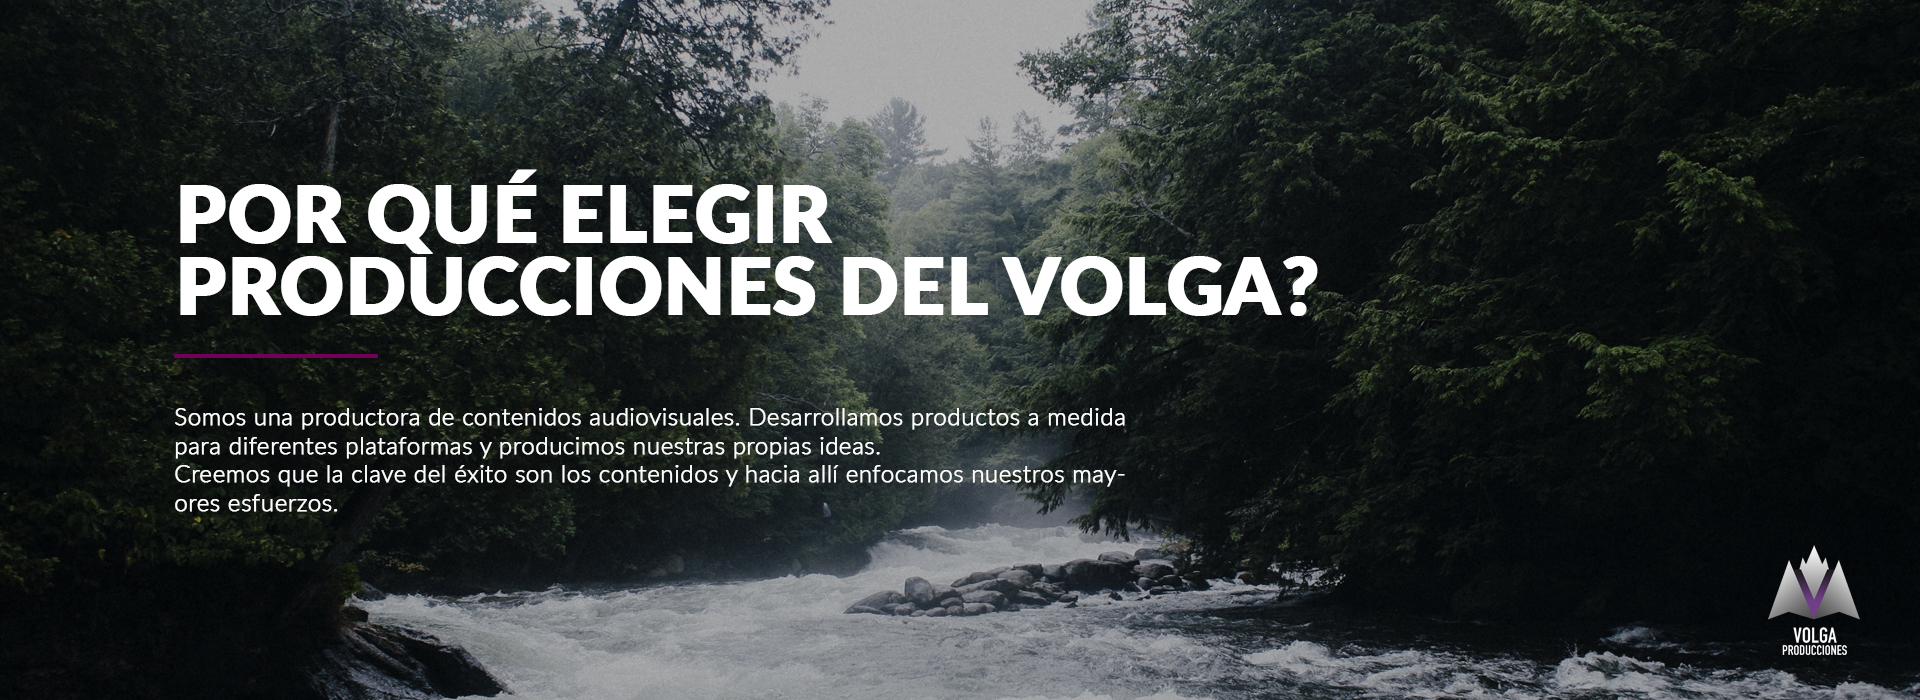 POR QUÉ ELEGIR
PRODUCCIONES DEL VOLGA?
Somos una productora de contenidos audiovisuales. Desarrollamos productos a medida
para diferentes plataformas y producimos nuestras propias ideas.
Creemos que la clave del éxito son los contenidos y hacia allí enfocamos nuestros may-
ores esfuerzos.
VOLGA
PRODUCCIONES